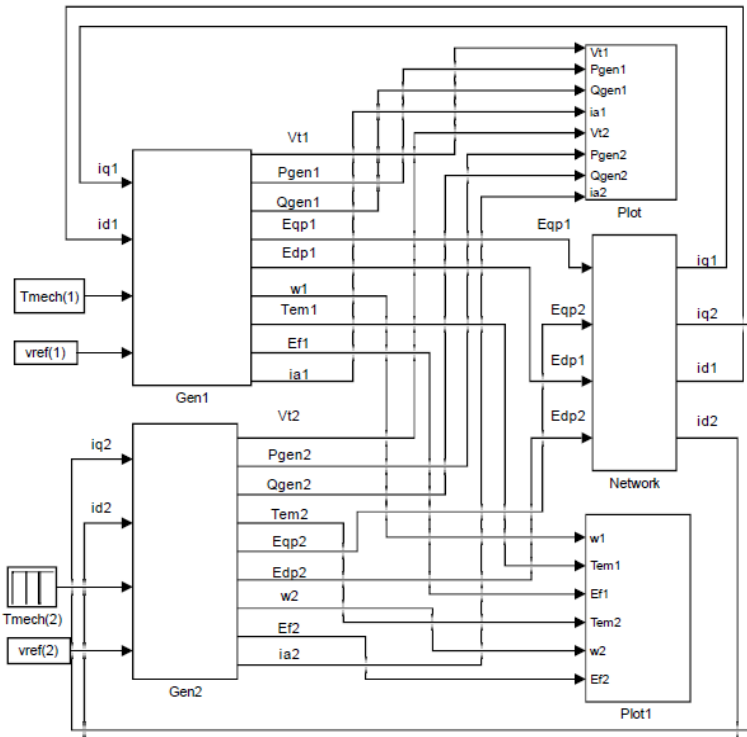 Vt1
Pgen1
Qgen1
ia1
Vt2
Pgen2
Qgen2
ia2
Plot
iq1
id1
Tmech(1)
vref(1)
Vt1
Pgen1
Qgen1
Eqp1
Edp1
w1
Tem1
Ef1
ia1
Gen1
Eqp1
Eqp2
Edp1
Edp2
iq1
iq2
id1
id2
Network
iq2
id2
Tmech(2)
vref(2)
Vt2
Pgen2
Qgen2
Tem2
Eqp2
Edp2
w2
Ef2
ia2
Gen2
w1
Tem1
Ef1
Tem2
w2
Ef2
Plot1